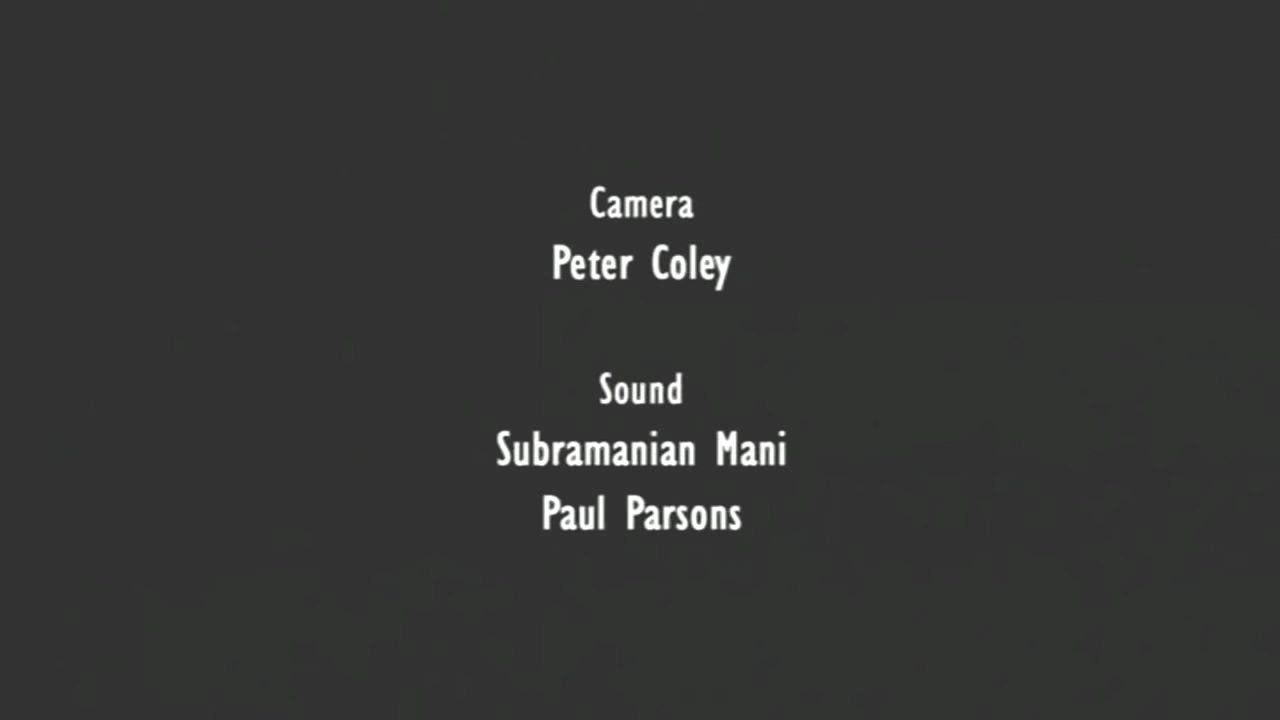 Camera
Peter Coley
Sound
Subramanian Mani
Paul Parsons